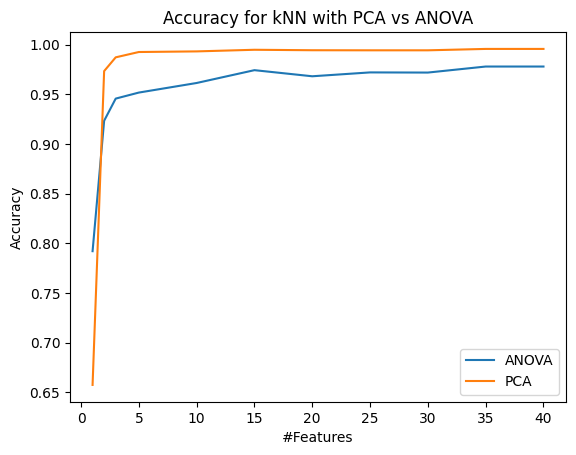 Accuracy for kNN with PCA vs ANOVA
1.00
0.95
0.90
0.85
0.80
0.75
0.70
0.65
Accuracy
0 5 10 15 20 25 30 35 40
#Features
ANOVA
PCA